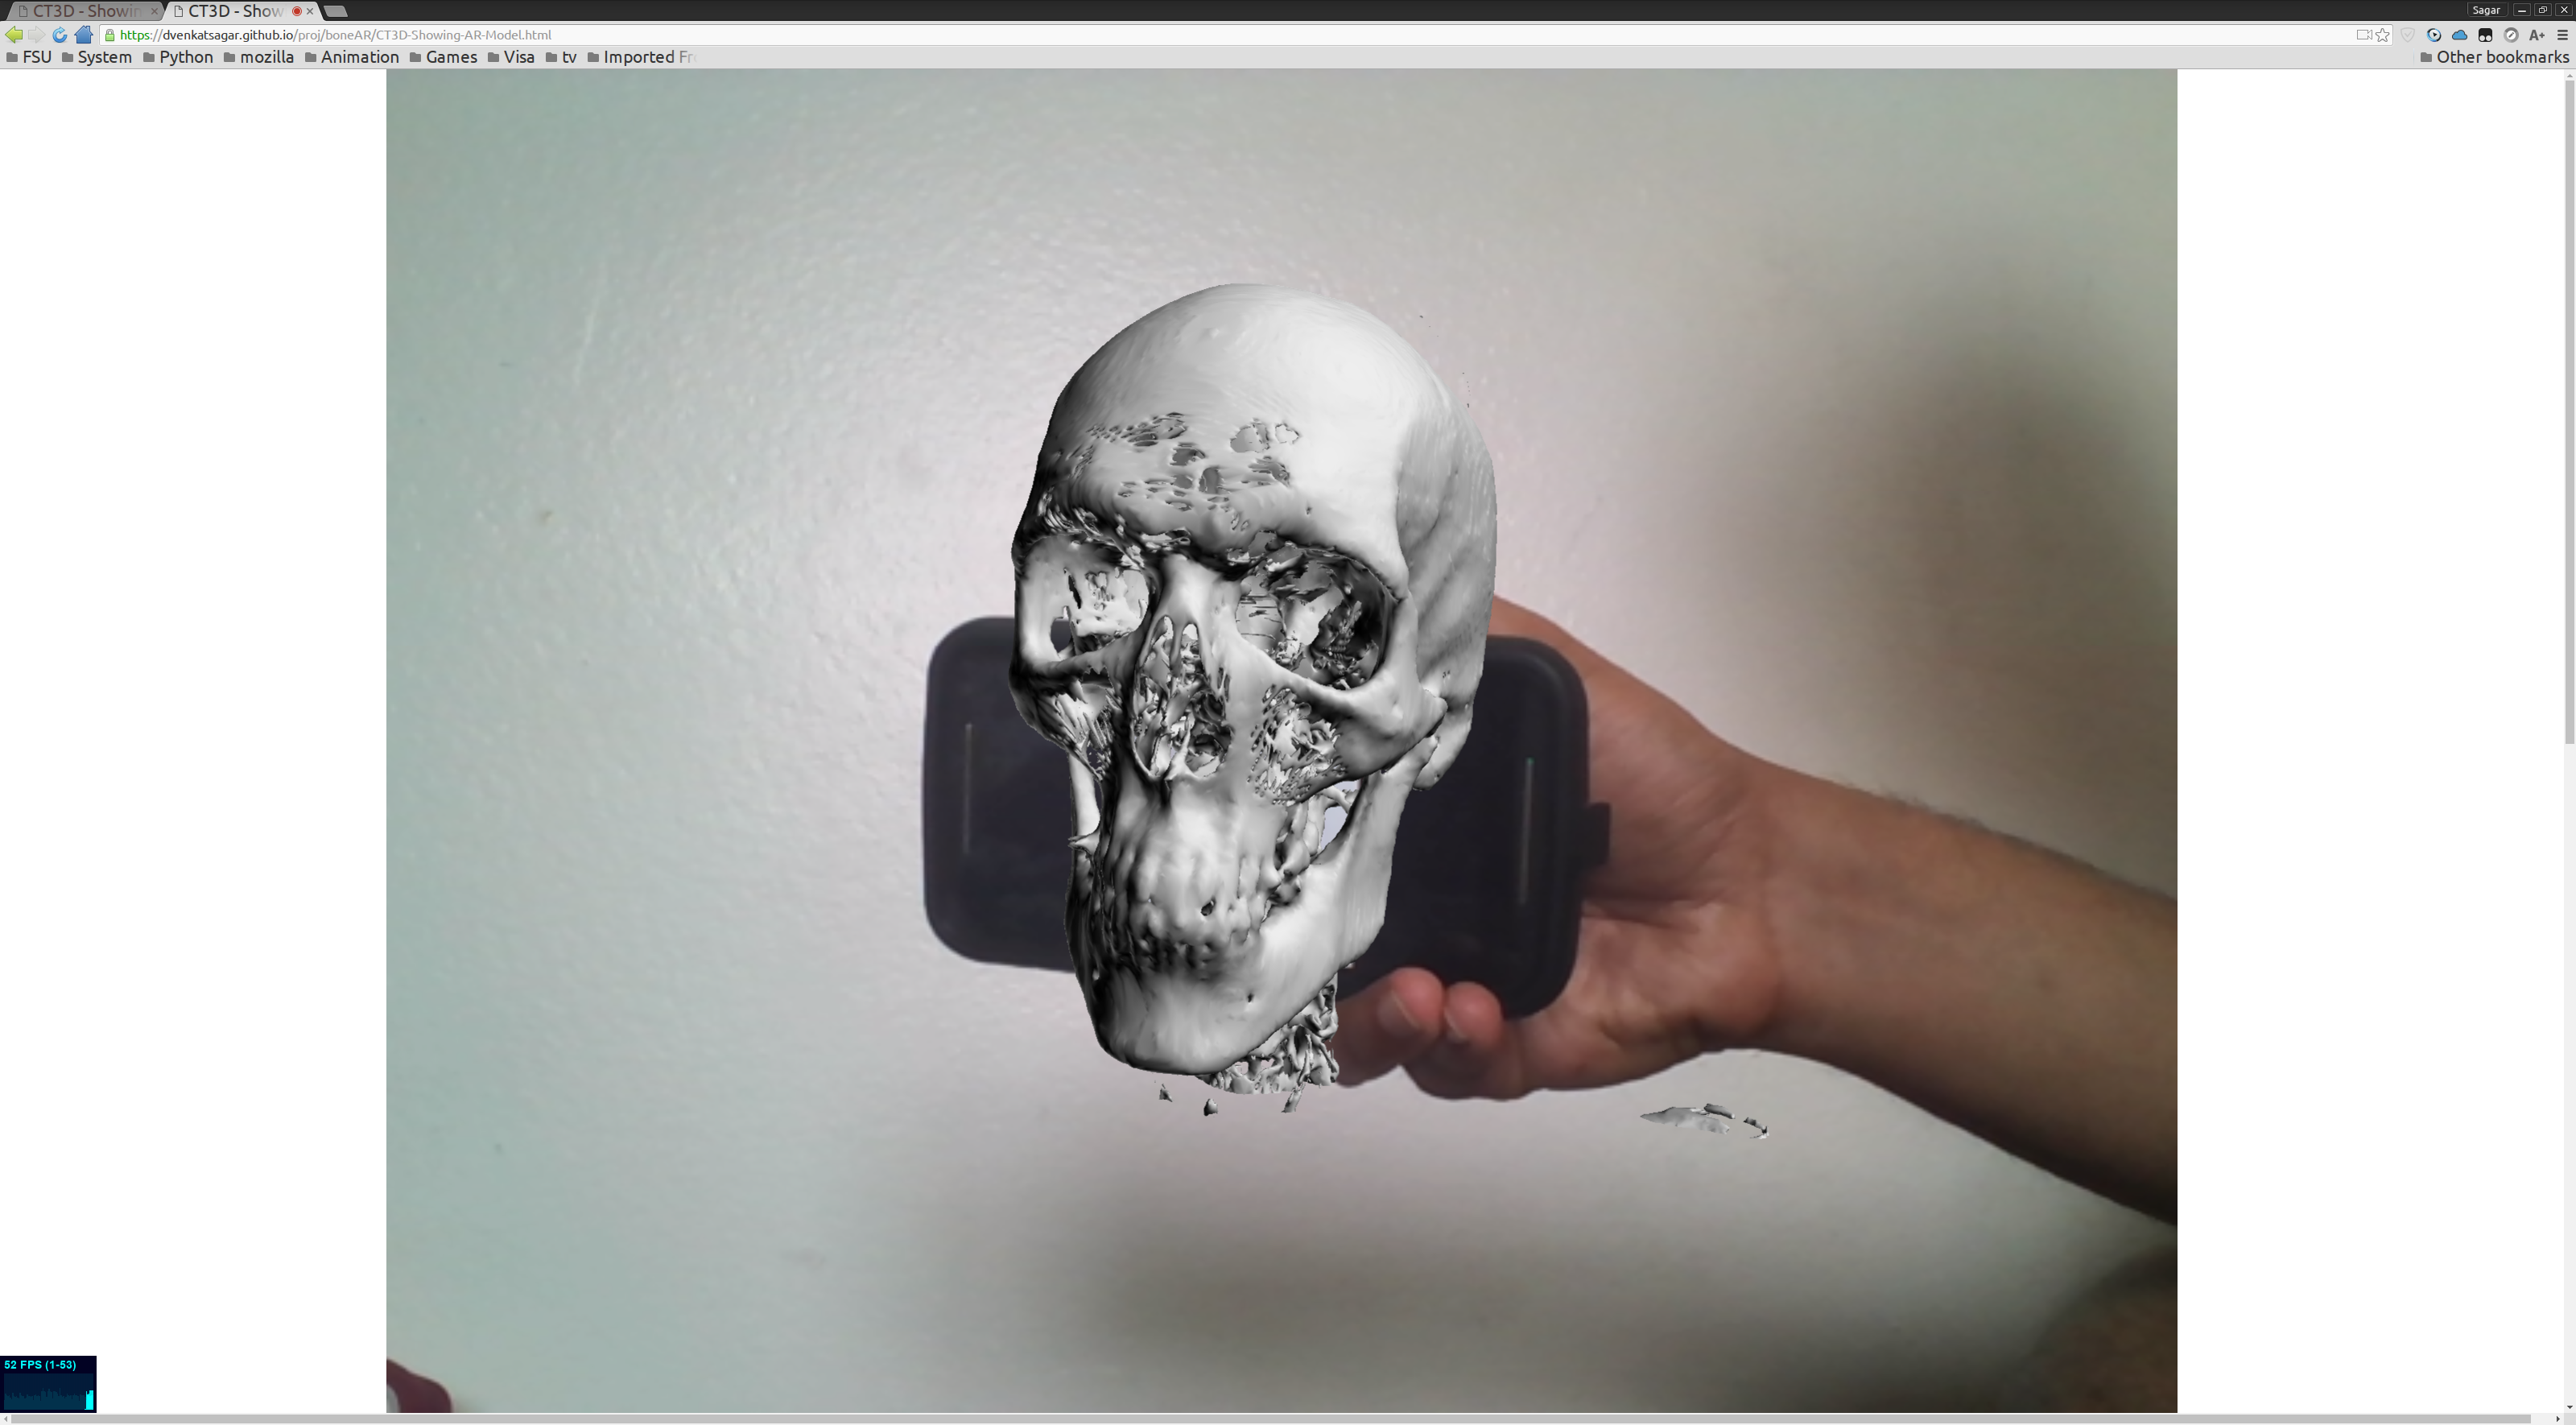 CT3D - Showin
CT3D - Show
Sagar
https://dvenkatsagar.github.io/proj/boneAR/CT3D-Showing-AR-Model.html
A+
FSU
System
Python
mozilla
Animation
Games
Visa
tv
Imported Fr
Other bookmarks
52 FPS (1-53)